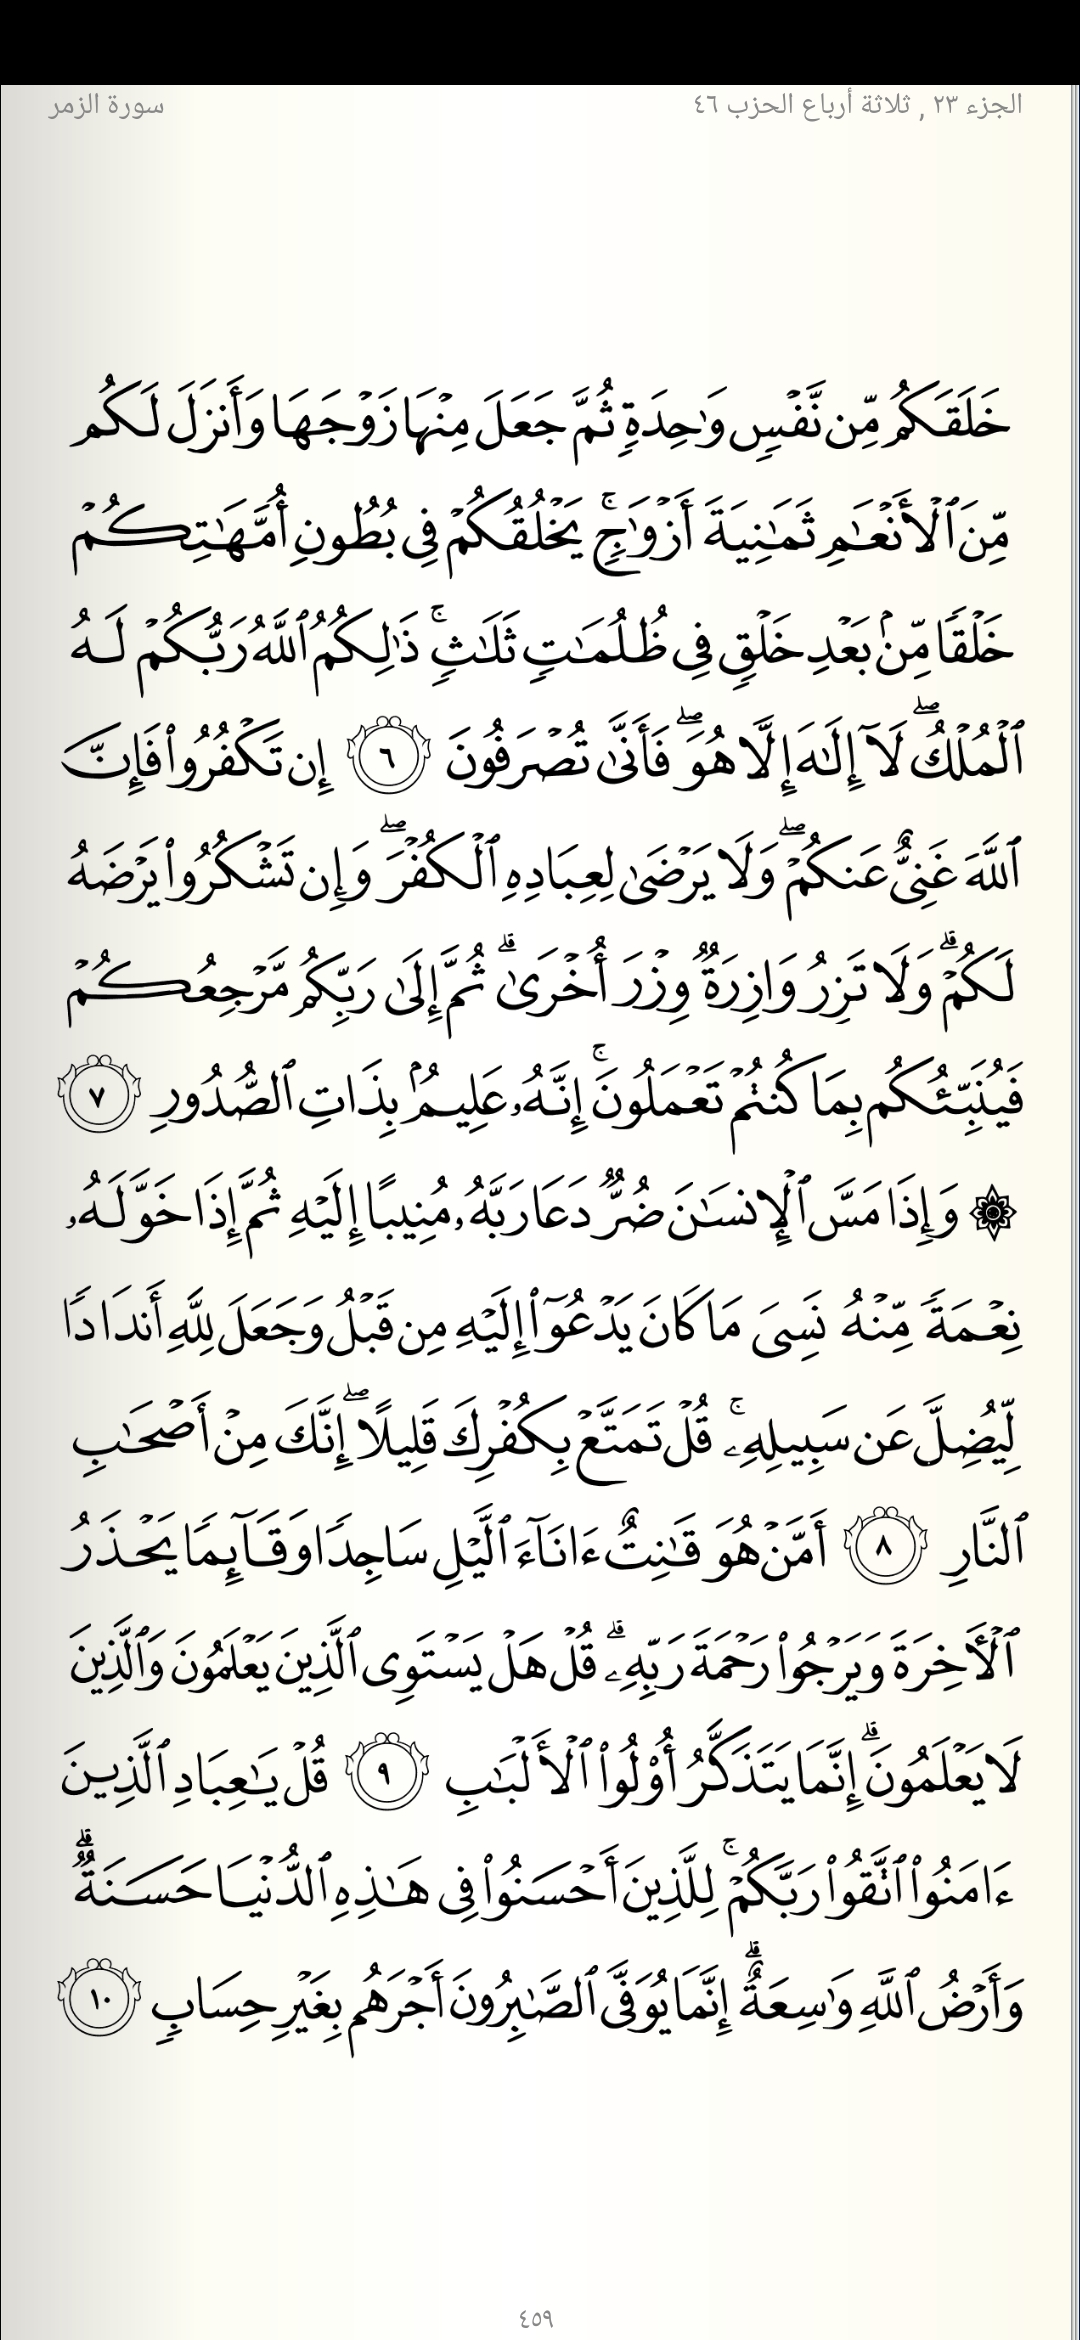 الجزء ٢٣ , ثلاثة أرباع الحزب ٤٦
سورة الزمر
خَلَقَكُم مِّن نَّفْسٍ وَٰحِدَةٍ ثُمَّ جَعَلَ مِنْهَا زَوْجَهَا وَأَنزَلَ لَكُم
مِّنَ ٱلْأَنْعَـٰمِ ثَمَـٰنِيَةَ أَزْوَٰجٍ ۚ يَخْلُقُكُمْ فِى بُطُونِ أُمَّهَـٰتِكُمْ
خَلْقًا مِّنۢ بَعْدِ خَلْقٍ فِى ظُلُمَـٰتٍ ثَلَـٰثٍ ۚ ذَٰلِكُمُ ٱللَّهُ رَبُّكُمْ لَهُ
ٱلْمُلْكُ ۖ لَآ إِلَـٰهَ إِلَّا هُوَ ۖ فَأَنَّىٰ تُصْرَفُونَ ٦ إِن تَكْفُرُوا۟ فَإِنَّ
ٱللَّهَ غَنِىٌّ عَنكُمْ ۖ وَلَا يَرْضَىٰ لِعِبَادِهِ ٱلْكُفْرَ ۖ وَإِن تَشْكُرُوا۟ يَرْضَهُ
لَكُمْ ۗ وَلَا تَزِرُ وَازِرَةٌ وِزْرَ أُخْرَىٰ ۗ ثُمَّ إِلَىٰ رَبِّكُم مَّرْجِعُكُمْ
فَيُنَبِّئُكُم بِمَا كُنتُمْ تَعْمَلُونَ ۚ إِنَّهُۥ عَلِيمٌۢ بِذَاتِ ٱلصُّدُورِ ٧
۞ وَإِذَا مَسَّ ٱلْإِنسَـٰنَ ضُرٌّ دَعَا رَبَّهُۥ مُنِيبًا إِلَيْهِ ثُمَّ إِذَا خَوَّلَهُۥ
نِعْمَةً مِّنْهُ نَسِىَ مَا كَانَ يَدْعُوٓا۟ إِلَيْهِ مِن قَبْلُ وَجَعَلَ لِلَّهِ أَندَادًا
لِّيُضِلَّ عَن سَبِيلِهِۦ ۚ قُلْ تَمَتَّعْ بِكُفْرِكَ قَلِيلًا ۖ إِنَّكَ مِنْ أَصْحَـٰبِ
ٱلنَّارِ ٨ أَمَّنْ هُوَ قَـٰنِتٌ ءَانَآءَ ٱلَّيْلِ سَاجِدًا وَقَآئِمًا يَحْذَرُ
ٱلْـَٔاخِرَةَ وَيَرْجُوا۟ رَحْمَةَ رَبِّهِۦ ۗ قُلْ هَلْ يَسْتَوِى ٱلَّذِينَ يَعْلَمُونَ وَٱلَّذِينَ
لَا يَعْلَمُونَ ۗ إِنَّمَا يَتَذَكَّرُ أُو۟لُوا۟ ٱلْأَلْبَـٰبِ ٩ قُلْ يَـٰعِبَادِ ٱلَّذِينَ
ءَامَنُوا۟ ٱتَّقُوا۟ رَبَّكُمْ ۚ لِلَّذِينَ أَحْسَنُوا۟ فِى هَـٰذِهِ ٱلدُّنْيَا حَسَنَةٌ ۗ
وَأَرْضُ ٱللَّهِ وَٰسِعَةٌ ۗ إِنَّمَا يُوَفَّى ٱلصَّـٰبِرُونَ أَجْرَهُم بِغَيْرِ حِسَابٍ ١٠
٤٥٩